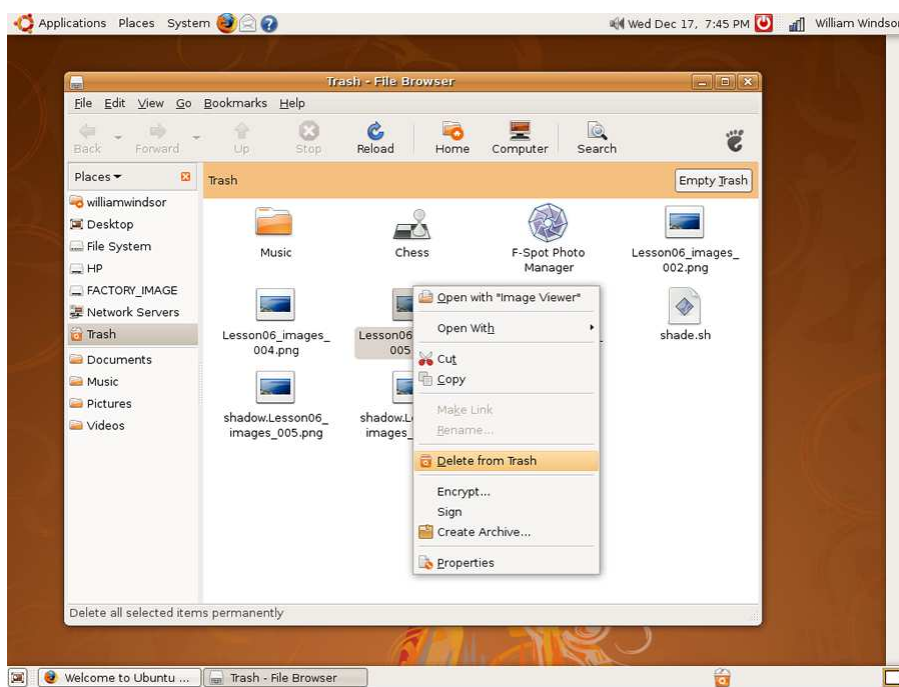 Applications Places System Wed Dec 17, 7:45 PM William Windsor
Trash - File Browser
File Edit View Go Bookmarks Help
Back Forward Up Stop Reload Home Computer Search
Places
Trash
Empty Trash
williamwindsor
Desktop
File System
HP
FACTORY_IMAGE
Network Servers
Trash
Documents
Music
Pictures
Videos
Music
Chess
F-Spot Photo
Manager
Lesson06_images_
002.png
Lesson06_images_
004.png
Lesson06
005
shade.sh
shadow.Lesson06_
images_005.png
shadow.L
images_
Open with "Image Viewer"
Open With
Cut
Copy
Make Link
Rename...
Delete from Trash
Encrypt...
Sign
Create Archive...
Properties
Delete all selected items permanently
Welcome to Ubuntu ...
Trash - File Browser